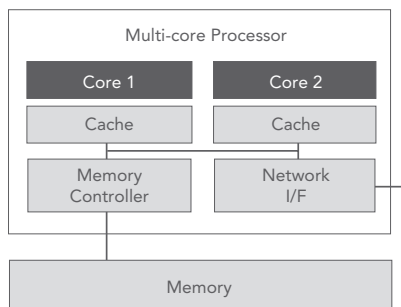 Multi-core Processor
Core 1
Core 2
Cache
Cache
Memory
Controller
Network
I/F
Memory